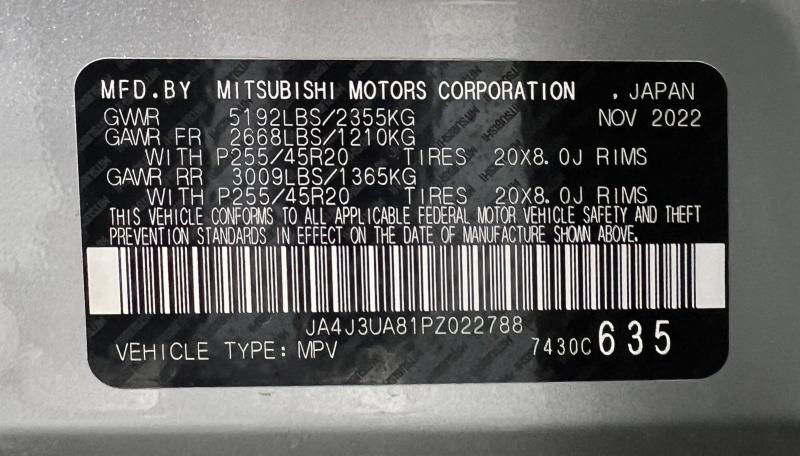 MFD.BY MITSUBISHI MOTORS CORPORATION . JAPAN
GVWR 5192LBS/2355KG NOV 2022
GAWR FR 2668LBS/1210KG
WITH P255/45R20 TIRES 20X8.0J RIMS
GAWR RR 3009LBS/1365KG
WITH P255/45R20 TIRES 20X8.0J RIMS
THIS VEHICLE CONFORMS TO ALL APPLICABLE FEDERAL MOTOR VEHICLE SAFETY AND THEFT
PREVENTION STANDARDS IN EFFECT ON THE DATE OF MANUFACTURE SHOWN ABOVE.
JA4J3UA81PZ022788
VEHICLE TYPE: MPV 7430C 635